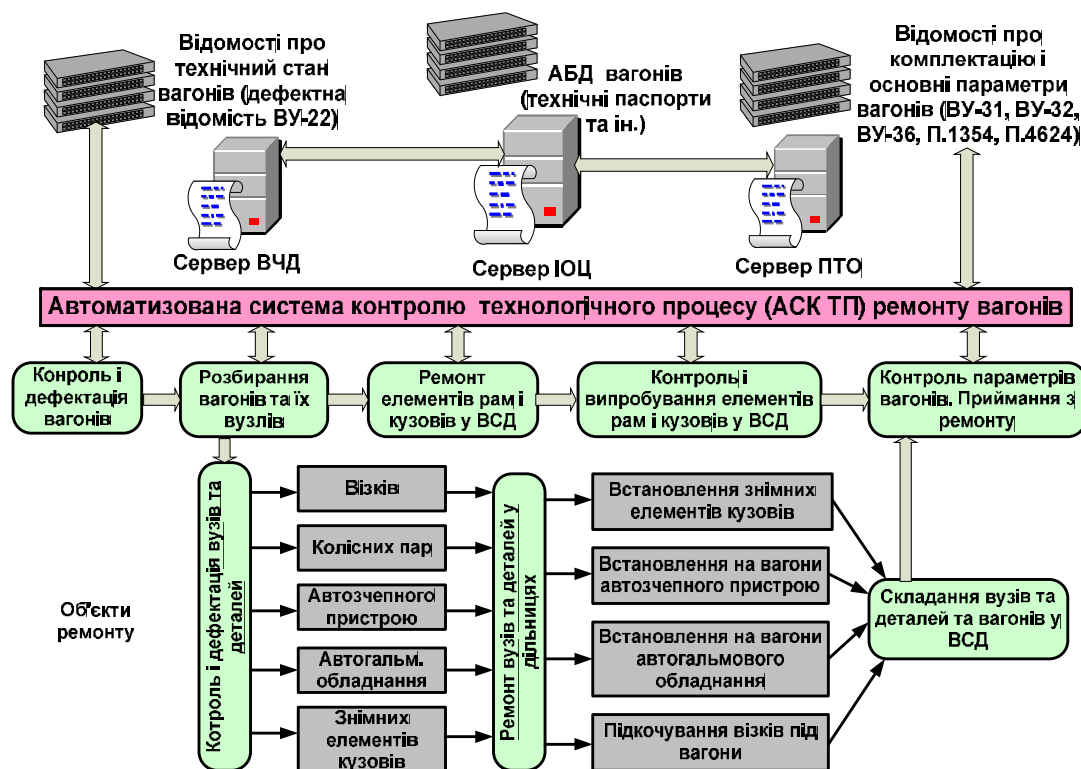 Відомості про
технічний стан
вагонів (дефектна
відомість ВУ-22)
АБД вагонів
(технічні паспорти
та ін.)
Відомості про
комплектацію і
основні параметри
вагонів (ВУ-31, ВУ-32,
ВУ-36, П.1354, П.4624)
Сервер ВЧД
Сервер ІОЦ
Сервер ПТО
Автоматизована система контролю технологічного процесу (АСК ТП) ремонту вагонів
Конроль і
дефектація
вагонів
Розбирання
вагонів та їх
вузлів
Ремонт
елементів рам і
кузовів у ВСД
Контроль і
випробування елементів
рам і кузовів у ВСД
Контроль параметрів
вагонів. Приймання з
ремонту
Об'єкти
ремонту
Котроль і дефектація вузів та
деталей
Візків
Колісних пар
Автозчепного
пристрою
Автогальм.
обладнання
Знімних
елементів
кузовів
Ремонт вузів та деталей у
дільницях
Встановлення знімних
елементів кузовів
Встановлення на вагони
автозчепного пристрою
Встановлення на вагони
автогальмового
обладнання
Підкочування візків під
вагони
Складання вузів та
деталей та вагонів у
ВСД